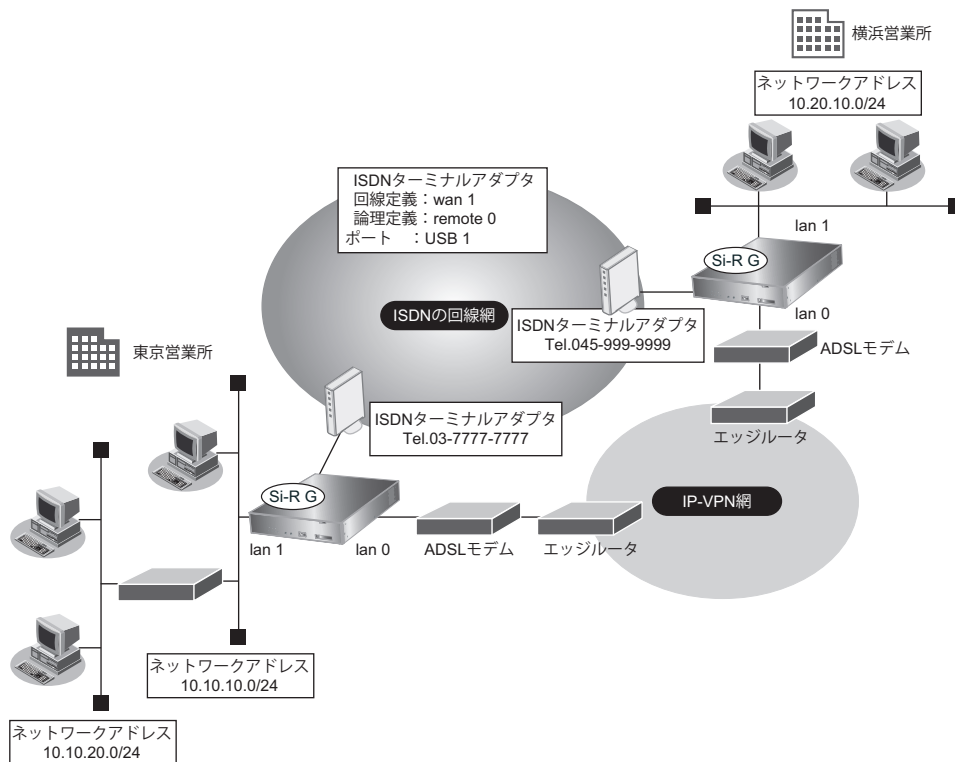 横浜営業所
ネットワークアドレス
10.20.10.0/24
ISDNターミナルアダプタ
回線定義：wan 1
論理定義：remote 0
ポート　：USB 1
lan 1
Si-R G
lan 0
ISDNの回線網
ISDNターミナルアダプタ
Tel.045-999-9999
ADSLモデム
東京営業所
ISDNターミナルアダプタ
Tel.03-7777-7777
エッジルータ
Si-R G
IP-VPN網
lan 1
lan 0
ADSLモデム
エッジルータ
ネットワークアドレス
10.10.10.0/24
ネットワークアドレス
10.10.20.0/24